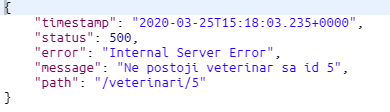 {
    "timestamp": "2020-03-25T15:18:03.235+0000",
    "status": 500,
    "error": "Internal Server Error",
    "message": "Ne postoji veterinar sa id 5",
    "path": "/veterinari/5"
}